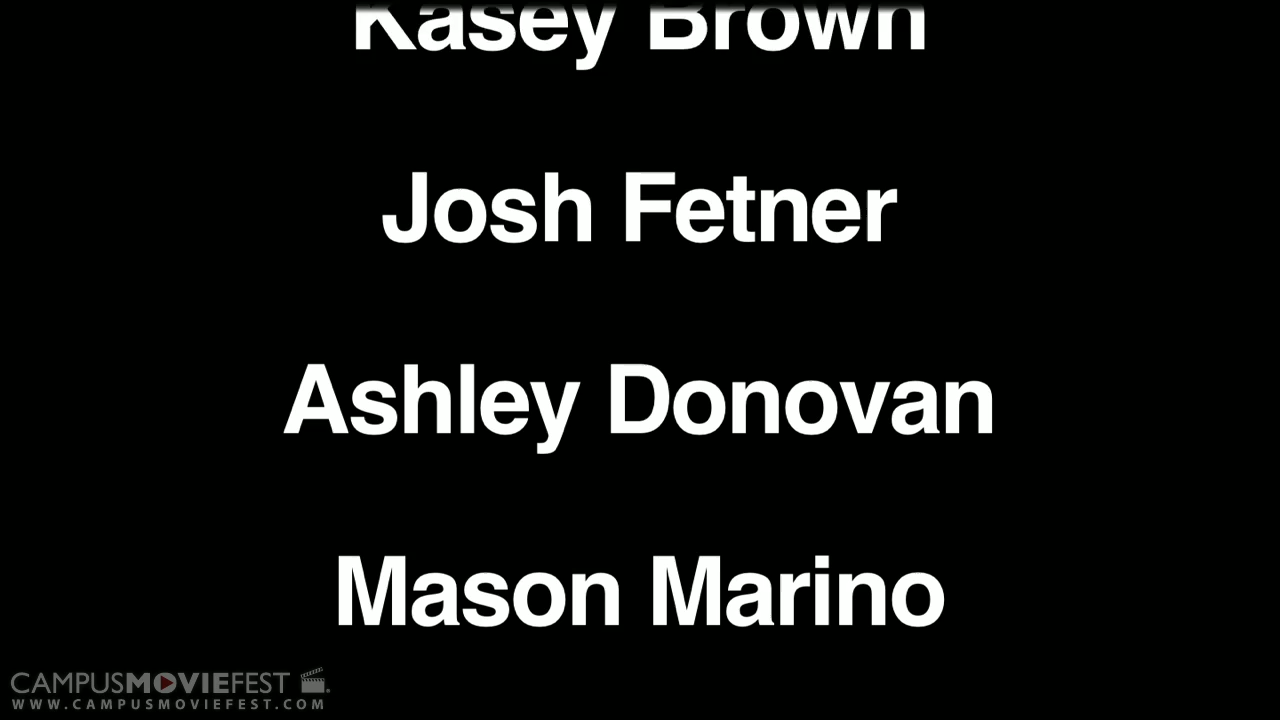 Kasey Brown
Josh Fetner
Ashley Donovan
Mason Marino
CAMPUSMOVIEFEST
WWW.CAMPUSMOVIEFEST.COM